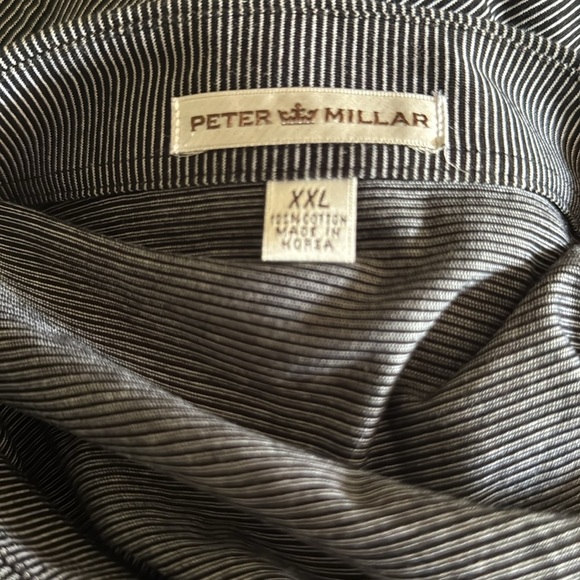 PETER MILLAR
XXL
100% COTTON
MADE IN
KOREA